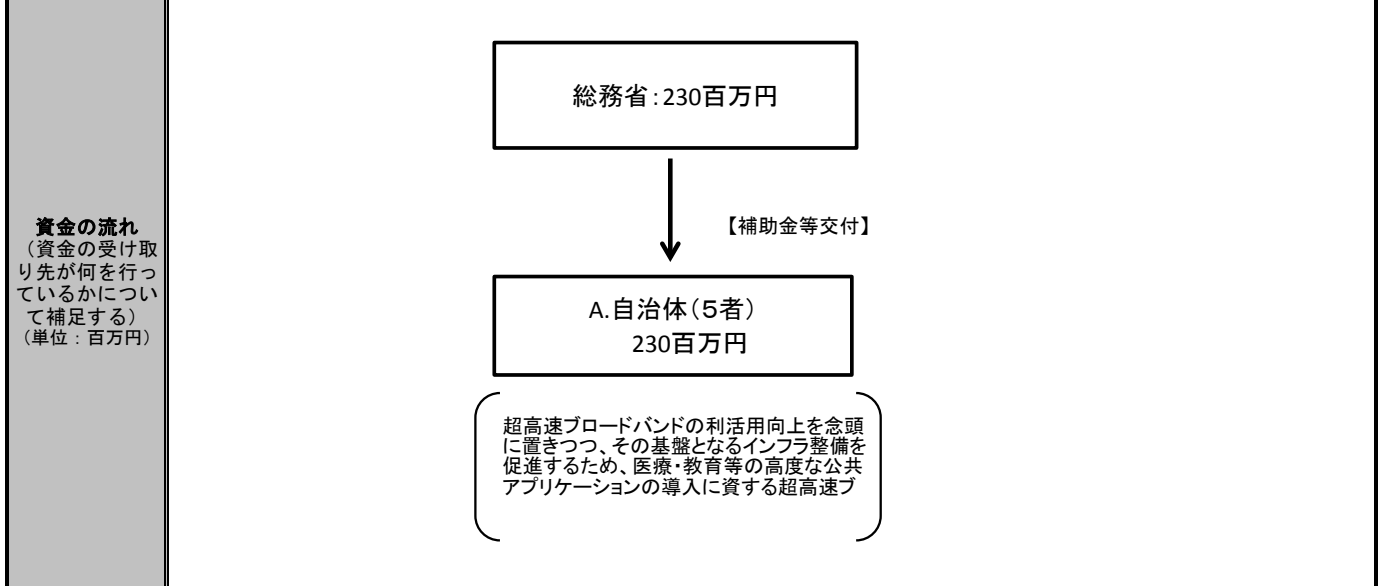 資金の流れ
（資金の受け取
り先が何を行っ
ているかについ
て補足する）
（単位：百万円）
総務省：230百万円
【補助金等交付】
A.自治体（５者）
230百万円
超高速ブロードバンドの利活用向上を念頭
に置きつつ、その基盤となるインフラ整備を
促進するため、医療・教育等の高度な公共
アプリケーションの導入に資する超高速ブ